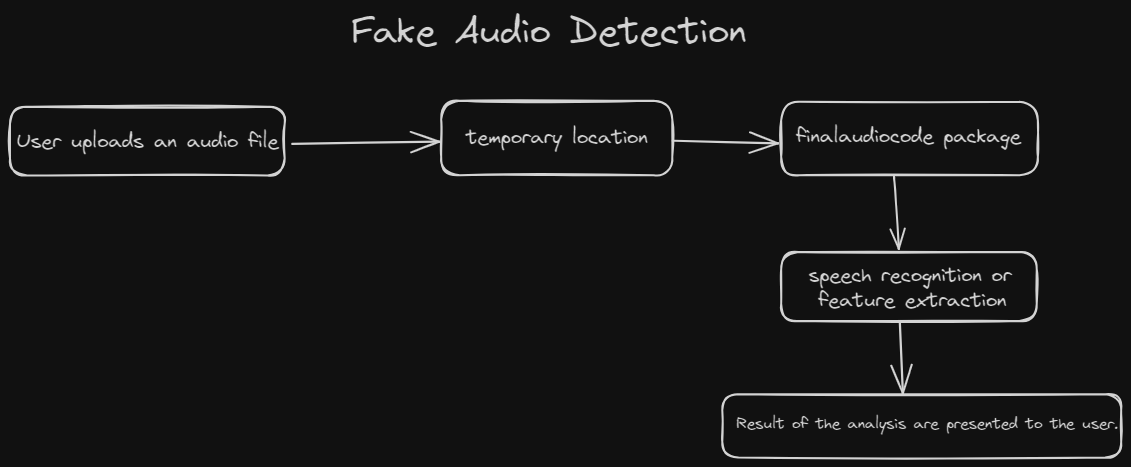 Fake Audio Detection
User uploads an audio file
temporary location
finalaudiocode package
speech recognition or
feature extraction
Result of the analysis are presented to the user.